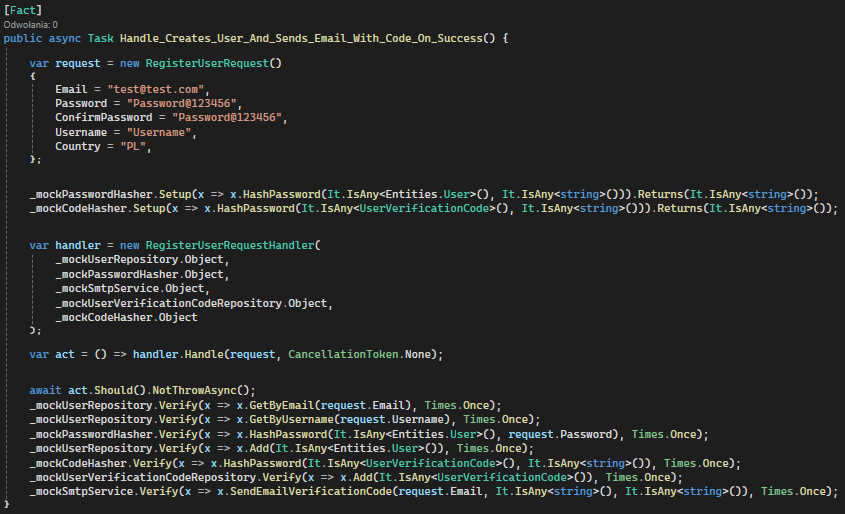 [Fact]
Odwołania: 0
public async Task Handle_Creates_User_And_Sends_Email_With_Code_On_Success() {
var request = new RegisterUserRequest()
{
Email = "test@test.com",
Password = "Password@123456",
ConfirmPassword = "Password@123456",
Username = "Username",
Country = "PL",
};
_mockPasswordHasher.Setup(x => x.HashPassword(It.IsAny<Entities.User>(), It.IsAny<string>())).Returns(It.IsAny<string>());
_mockCodeHasher.Setup(x => x.HashPassword(It.IsAny<UserVerificationCode>(), It.IsAny<string>())).Returns(It.IsAny<string>());
var handler = new RegisterUserRequestHandler(
_mockUserRepository.Object,
_mockPasswordHasher.Object,
_mockSmtpService.Object,
_mockUserVerificationCodeRepository.Object,
_mockCodeHasher.Object
);
var act = () => handler.Handle(request, CancellationToken.None);
await act.Should().NotThrowAsync();
_mockUserRepository.Verify(x => x.GetByEmail(request.Email), Times.Once);
_mockUserRepository.Verify(x => x.GetByUsername(request.Username), Times.Once);
_mockPasswordHasher.Verify(x => x.HashPassword(It.IsAny<Entities.User>(), request.Password), Times.Once);
_mockUserRepository.Verify(x => x.Add(It.IsAny<Entities.User>()), Times.Once);
_mockCodeHasher.Verify(x => x.HashPassword(It.IsAny<UserVerificationCode>(), It.IsAny<string>()), Times.Once);
_mockUserVerificationCodeRepository.Verify(x => x.Add(It.IsAny<UserVerificationCode>()), Times.Once);
_mockSmtpService.Verify(x => x.SendEmailVerificationCode(request.Email, It.IsAny<string>(), It.IsAny<string>()), Times.Once);
}